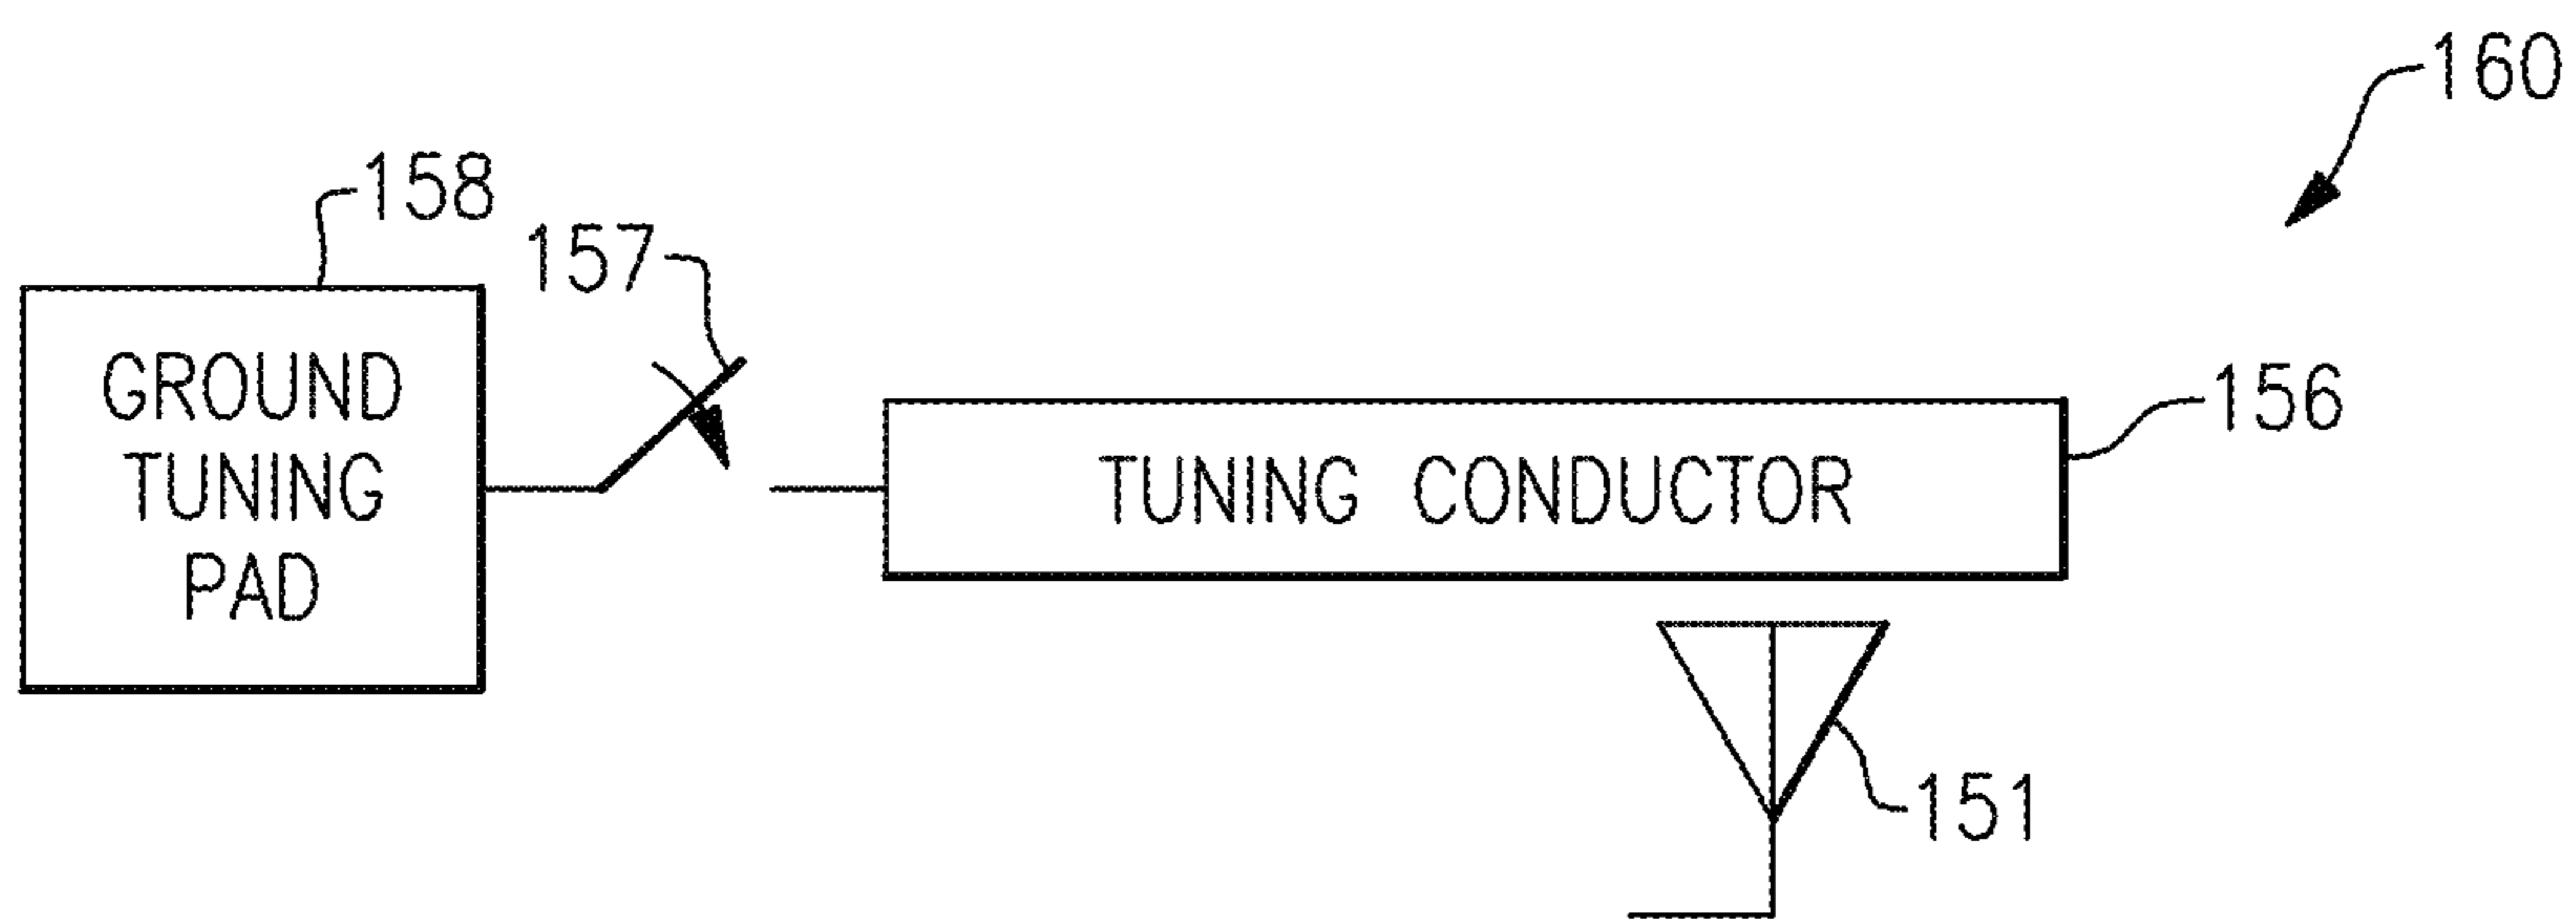 160
158
157
GROUND
TUNING
PAD
156
TUNING CONDUCTOR
151